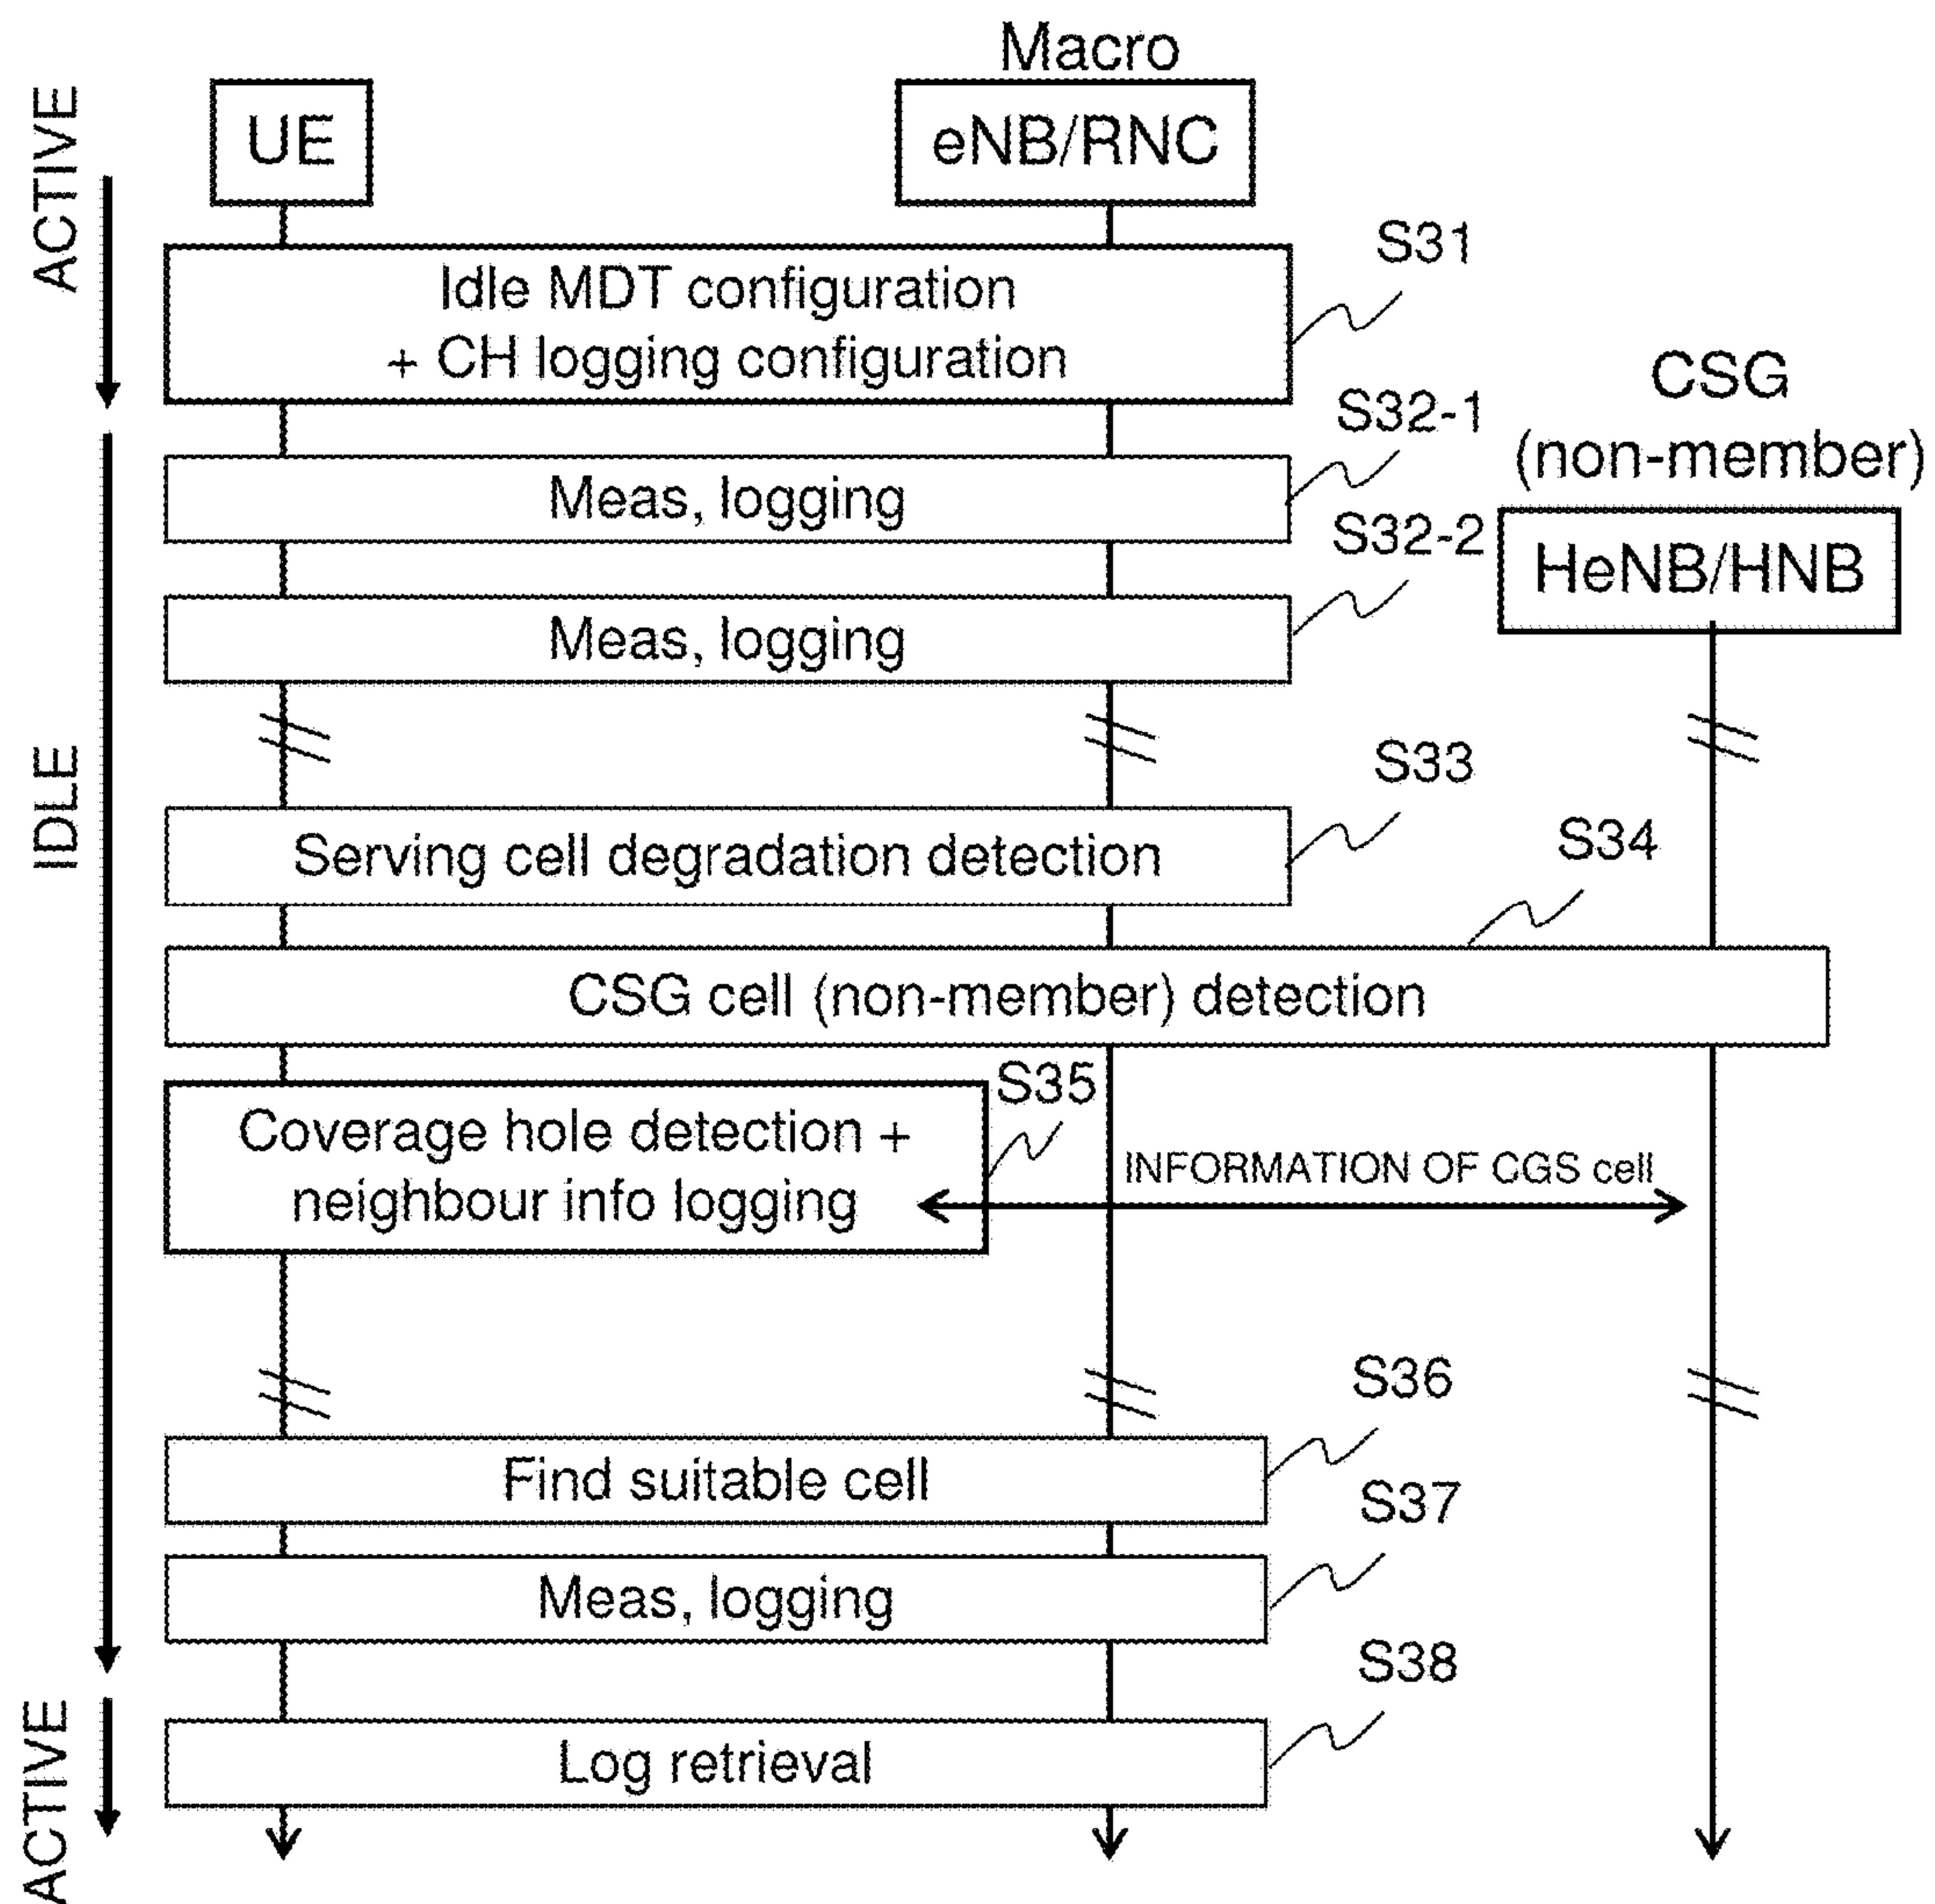 Macro
UE
eNB/RNC
ACTIVE
S31
Idle MDT configuration
+ CH logging configuration
CSG
(non-member)
HeNB/HNB
S32-1
Meas, logging
S32-2
Meas, logging
IDLE
S33
Serving cell degradation detection
S34
CSG cell (non-member) detection
S35
Coverage hole detection +
neighbour info logging
INFORMATION OF CGS cell
S36
Find suitable cell
S37
Meas, logging
S38
Log retrieval
ACTIVE